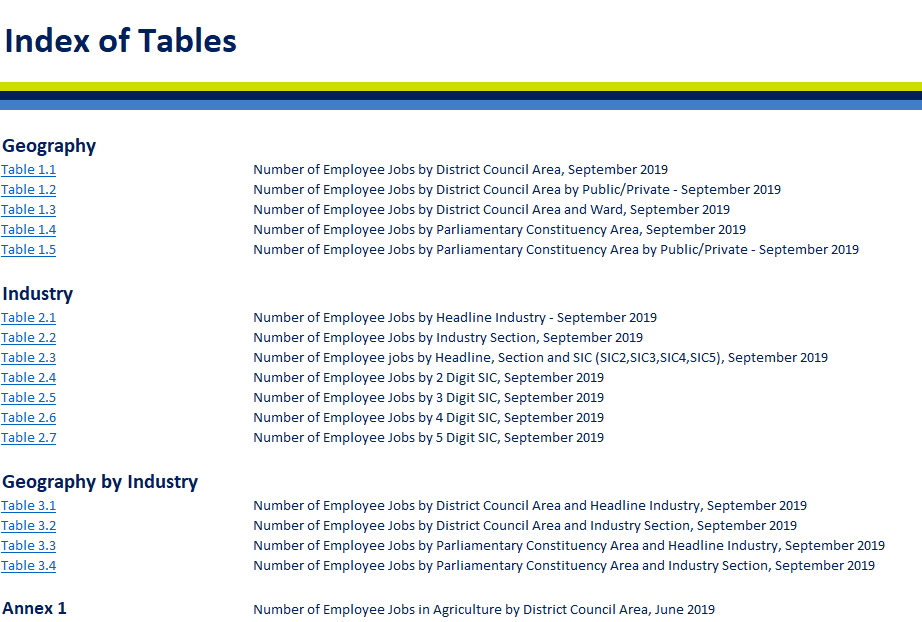 Index of Tables
Geography
Table 1.1 Number of Employee Jobs by District Council Area, September 2019
Table 1.2 Number of Employee Jobs by District Council Area by Public/Private - September 2019
Table 1.3 Number of Employee Jobs by District Council Area and Ward, September 2019
Table 1.4 Number of Employee Jobs by Parliamentary Constituency Area, September 2019
Table 1.5 Number of Employee Jobs by Parliamentary Constituency Area by Public/Private - September 2019
Industry
Table 2.1 Number of Employee Jobs by Headline Industry - September 2019
Table 2.2 Number of Employee Jobs by Industry Section, September 2019
Table 2.3 Number of Employee jobs by Headline, Section and SIC (SIC2,SIC3,SIC4,SIC5), September 2019
Table 2.4 Number of Employee Jobs by 2 Digit SIC, September 2019
Table 2.5 Number of Employee Jobs by 3 Digit SIC, September 2019
Table 2.6 Number of Employee Jobs by 4 Digit SIC, September 2019
Table 2.7 Number of Employee Jobs by 5 Digit SIC, September 2019
Geography by Industry
Table 3.1 Number of Employee Jobs by District Council Area and Headline Industry, September 2019
Table 3.2 Number of Employee Jobs by District Council Area and Industry Section, September 2019
Table 3.3 Number of Employee Jobs by Parliamentary Constituency Area and Headline Industry, September 2019
Table 3.4 Number of Employee Jobs by Parliamentary Constituency Area and Industry Section, September 2019
Annex 1 Number of Employee Jobs in Agriculture by District Council Area, June 2019